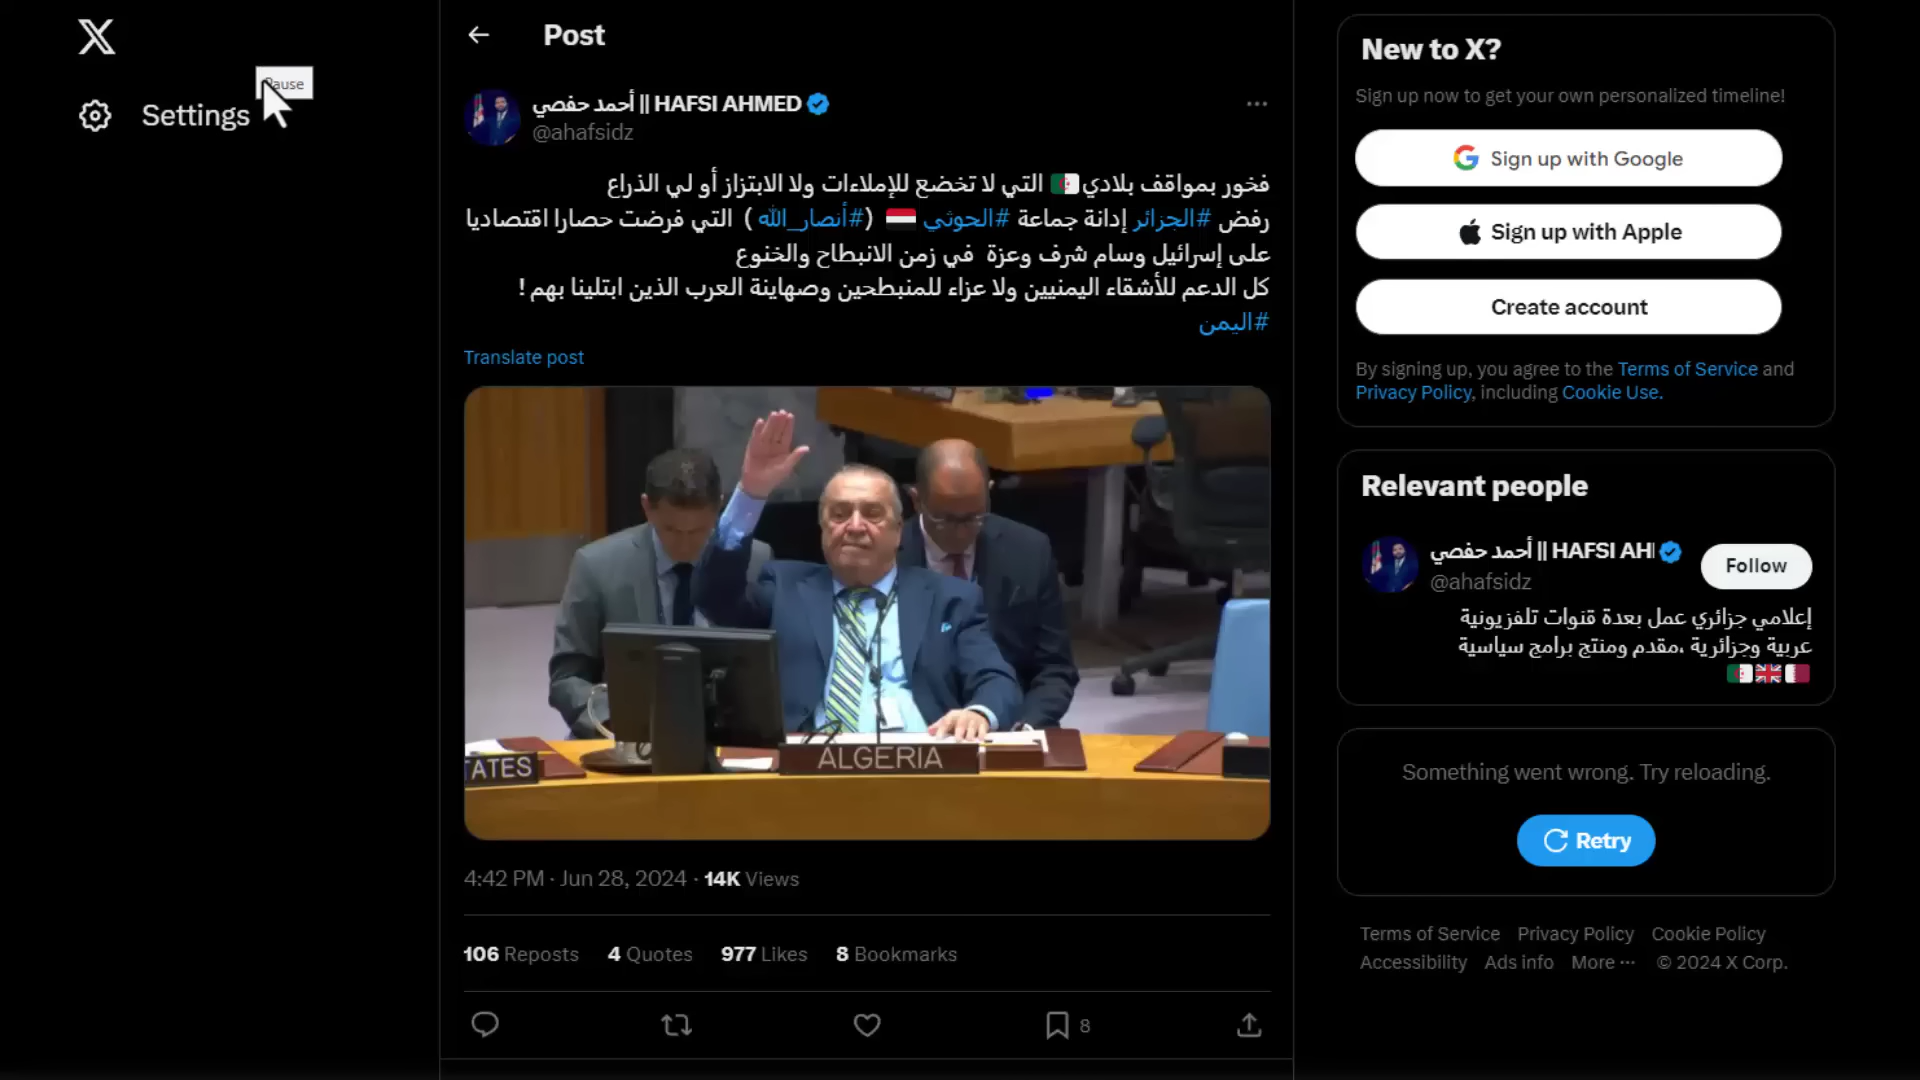 X
Settings
Pause
Post
أحمد حفصي || HAFSI AHMED
@ahafsidz
فخور بمواقف بلادي🇩🇿 التي لا تخضع للإملاءات ولا الابتزاز أو لي الذراع
رفض #الجزائر إدانة جماعة #الحوثي 🇾🇪 (#أنصار_الله ) التي فرضت حصارا اقتصاديا
على إسرائيل وسام شرف وعزة في زمن الانبطاح والخنوع
كل الدعم للأشقاء اليمنيين ولا عزاء للمنبطحين وصهاينة العرب الذين ابتلينا بهم !
#اليمن
Translate post
TATES
ALGERIA
4:42 PM · Jun 28, 2024 · 14K Views
106 Reposts 4 Quotes 977 Likes 8 Bookmarks
8
New to X?
Sign up now to get your own personalized timeline!
Sign up with Google
Sign up with Apple
Create account
By signing up, you agree to the Terms of Service and
Privacy Policy, including Cookie Use.
Relevant people
أحمد حفصي || HAFSI AH
@ahafsidz
Follow
إعلامي جزائري عمل بعدة قنوات تلفزيونية
عربية وجزائرية ،مقدم ومنتج برامج سياسية
🇩🇿🇬🇧🇶🇦
Something went wrong. Try reloading.
Retry
Terms of Service Privacy Policy Cookie Policy
Accessibility Ads info More ··· © 2024 X Corp.